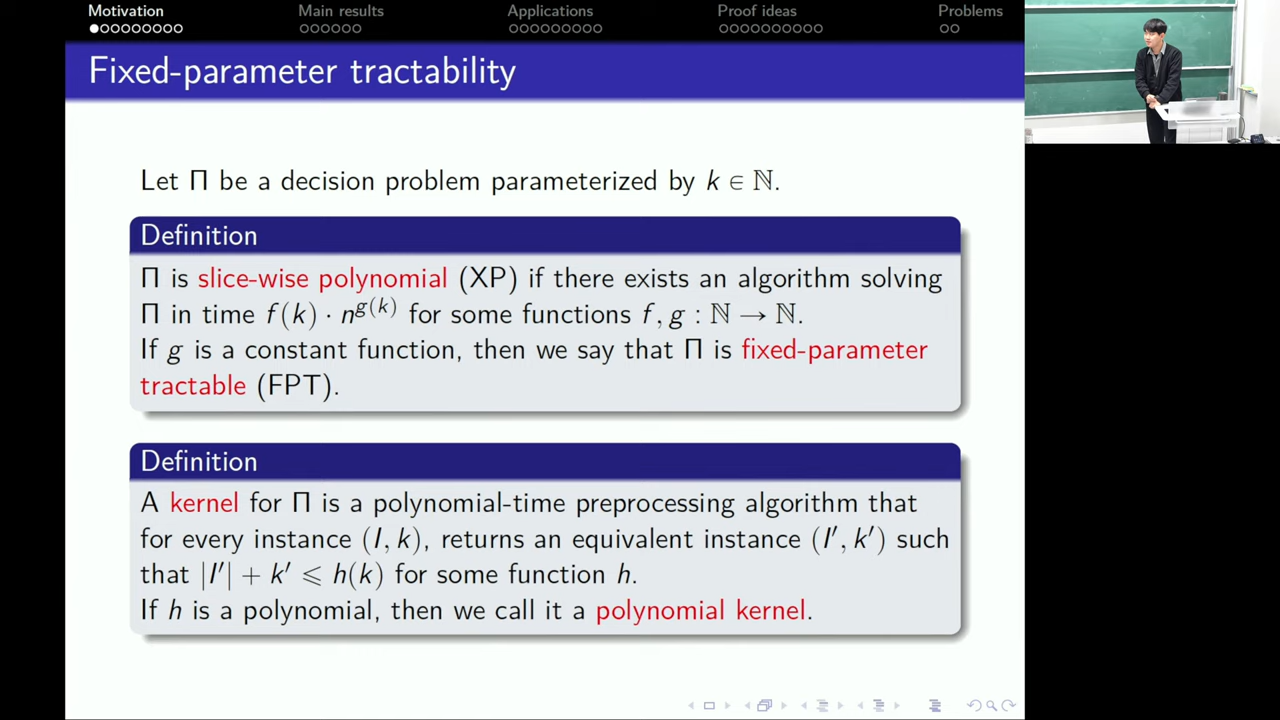 Motivation Main results Applications Proof ideas Problems
Fixed-parameter tractability
Let Π be a decision problem parameterized by k ∈ ℕ.
Definition
Π is slice-wise polynomial (XP) if there exists an algorithm solving
Π in time f(k) · n^{g(k)} for some functions f, g : ℕ → ℕ.
If g is a constant function, then we say that Π is fixed-parameter
tractable (FPT).
Definition
A kernel for Π is a polynomial-time preprocessing algorithm that
for every instance (I, k), returns an equivalent instance (I′, k′) such
that |I′| + k′ ⩽ h(k) for some function h.
If h is a polynomial, then we call it a polynomial kernel.